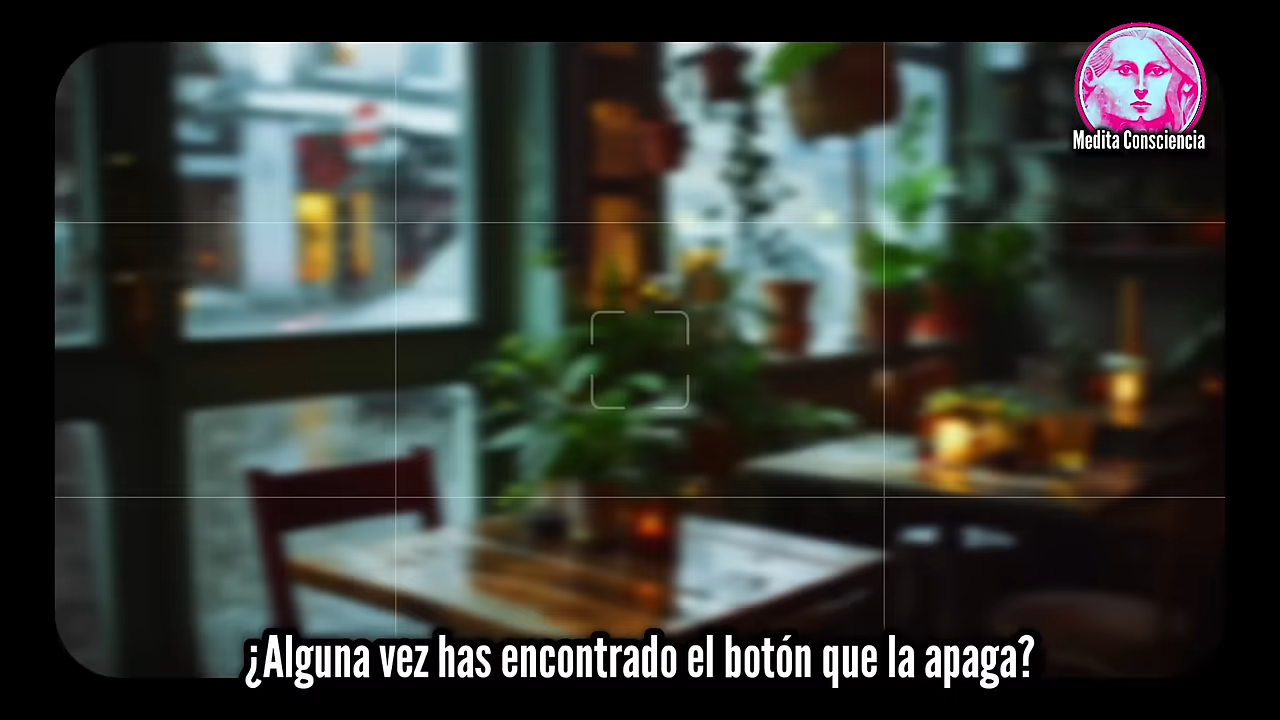 Medita Consciencia
¿Alguna vez has encontrado el botón que la apaga?